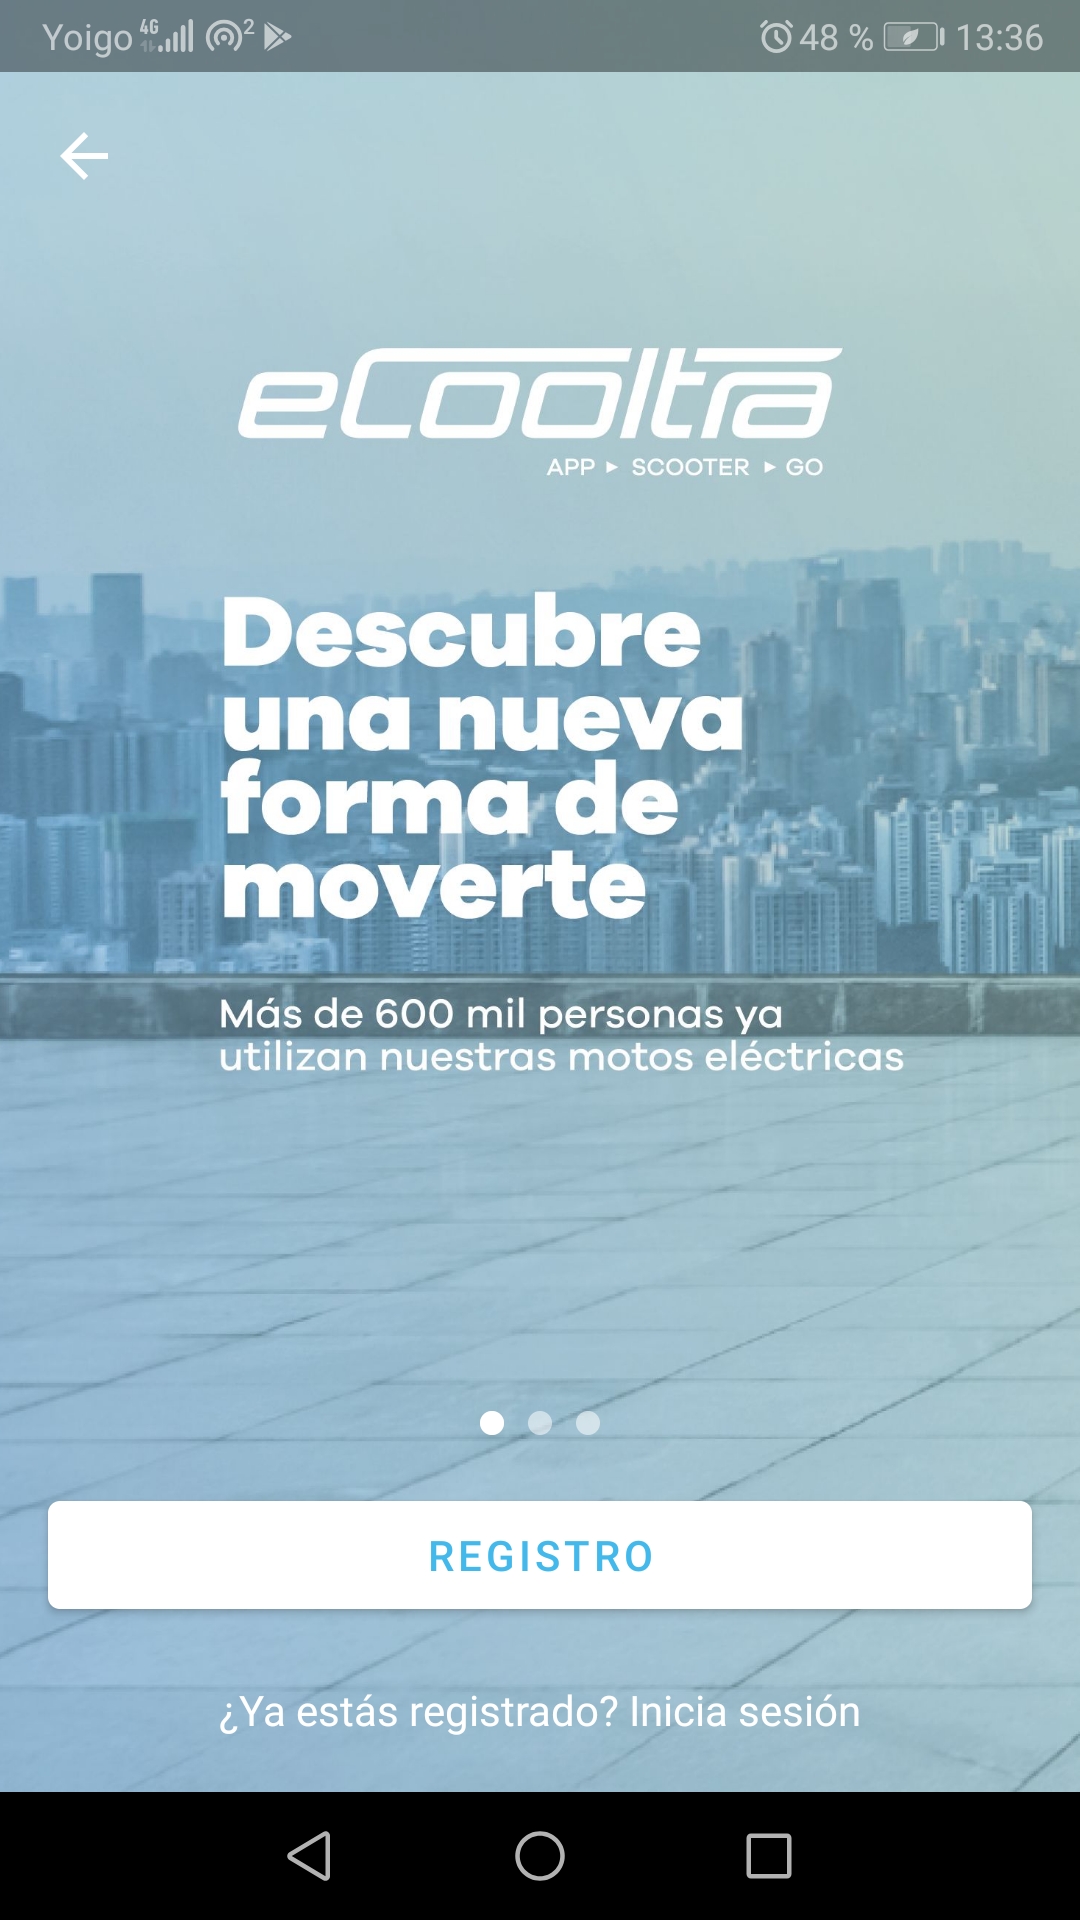 Yoigo 4G 2 48 % 13:36
eCooltra
APP ▸ SCOOTER ▸ GO
Descubre
una nueva
forma de
moverte
Más de 600 mil personas ya
utilizan nuestras motos eléctricas
REGISTRO
¿Ya estás registrado? Inicia sesión